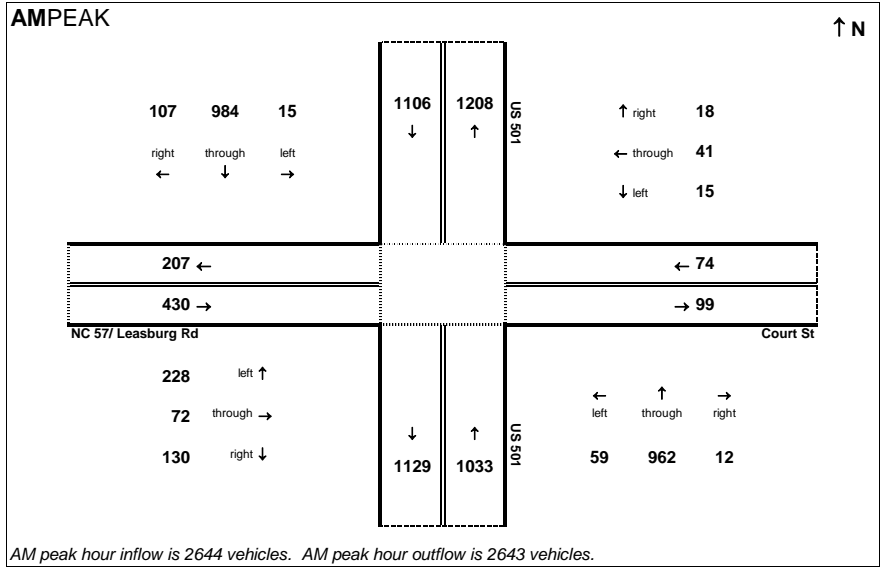 AMPEAK
↑ N
107 984 15
right through left
← ↓ →
1106 1208
↓ ↑
US 501
↑ right 18
← through 41
↓ left 15
207 ←
430 →
← 74
→ 99
NC 57/ Leasburg Rd
Court St
228 left ↑
72 through →
130 right ↓
↓ ↑
1129 1033
US 501
← ↑ →
left through right
59 962 12
AM peak hour inflow is 2644 vehicles. AM peak hour outflow is 2643 vehicles.